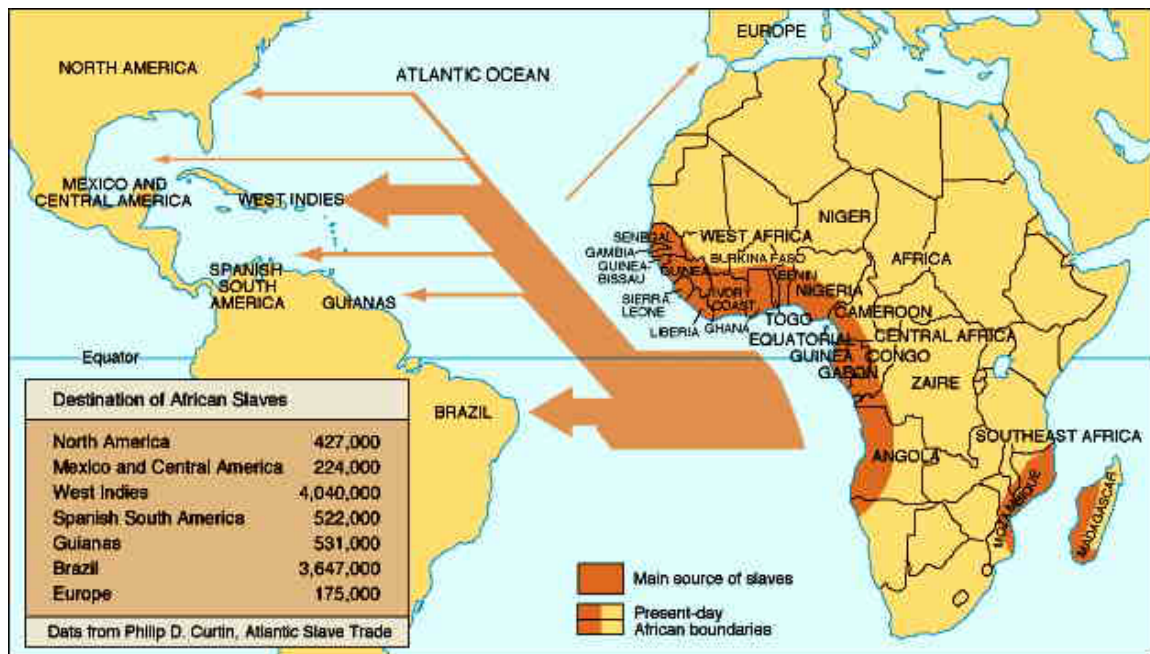 EUROPE
NORTH AMERICA
ATLANTIC OCEAN
MEXICO AND
CENTRAL AMERICA
WEST INDIES
NIGER
SENEGAL
WEST AFRICA
GAMBIA
BURKINA FASO
AFRICA
GUINEA-
BISSAU
GUINEA
BENIN
SPANISH
SOUTH
AMERICA
GUIANAS
NIGERIA
IVORY
COAST
SIERRA
LEONE
CAMEROON
LIBERIA
GHANA
TOGO
EQUATORIAL
GUINEA
CENTRAL AFRICA
CONGO
GABON
Equator
ZAIRE
BRAZIL
SOUTHEAST AFRICA
ANGOLA
MOZAMBIQUE
MADAGASCAR
Destination of African Slaves
North America 427,000
Mexico and Central America 224,000
West Indies 4,040,000
Spanish South America 522,000
Guianas 531,000
Brazil 3,647,000
Europe 175,000
Data from Philip D. Curtin, Atlantic Slave Trade
Main source of slaves
Present-day
African boundaries